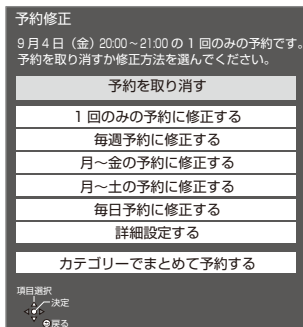 予約修正
9月4日（金）20:00～21:00 の 1 回のみの予約です。
予約を取り消すか修正方法を選んでください。
予約を取り消す
1 回のみの予約に修正する
毎週予約に修正する
月～金の予約に修正する
月～土の予約に修正する
毎日予約に修正する
詳細設定する
カテゴリーでまとめて予約する
項目選択
決定
戻る